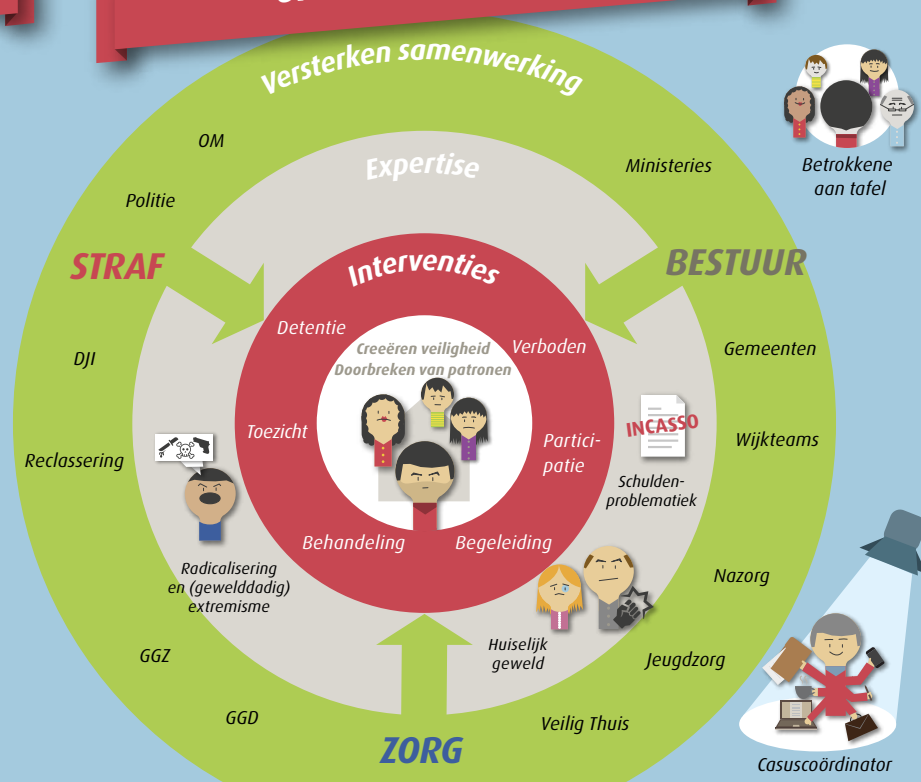 Versterken samenwerking
OM
Expertise
Ministeries
Betrokkene
aan tafel
Politie
STRAF
BESTUUR
Interventies
Detentie
Verboden
Creeëren veiligheid
Doorbreken van patronen
DJI
Gemeenten
Toezicht
Partici-
patie
INCASSO
Wijkteams
Reclassering
Schulden-
problematiek
Behandeling
Begeleiding
Radicalisering
en (gewelddadig)
extremisme
Nazorg
Huiselijk
geweld
GGZ
Jeugdzorg
GGD
Veilig Thuis
ZORG
Casuscoördinator